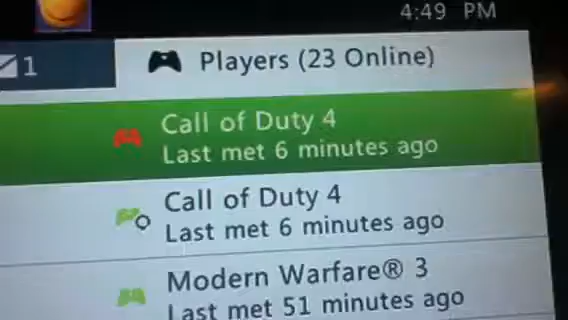 4:49 PM
1
Players (23 Online)
Call of Duty 4
Last met 6 minutes ago
Call of Duty 4
Last met 6 minutes ago
Modern Warfare® 3
Last met 51 minutes ago